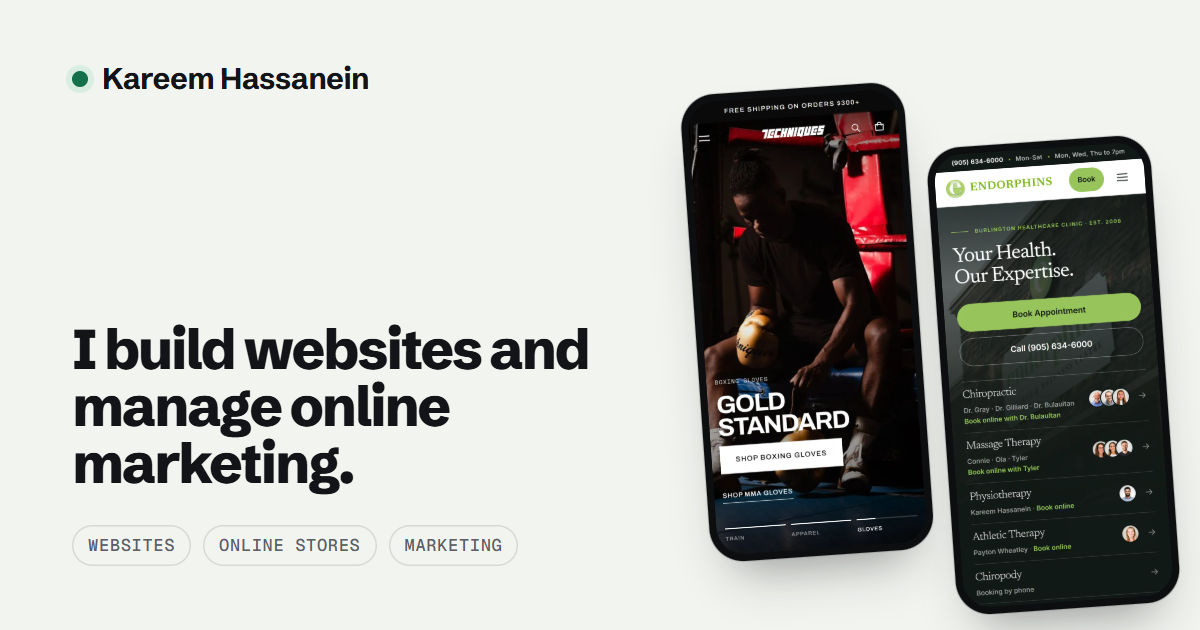 Kareem Hassanein
I build websites and
manage online
marketing.
WEBSITES
ONLINE STORES
MARKETING
FREE SHIPPING ON ORDERS $300+
TECHNIQUES
BOXING GLOVES
GOLD
STANDARD
SHOP BOXING GLOVES
SHOP MMA GLOVES
TRAIN
APPAREL
GLOVES
(905) 634-6000 • Mon-Sat • Mon, Wed, Thu to 7pm
ENDORPHINS
Book
BURLINGTON HEALTHCARE CLINIC · EST. 2008
Your Health.
Our Expertise.
Book Appointment
Call (905) 634-6000
Chiropractic
Dr. Gray · Dr. Gilliard · Dr. Bulaultan
Book online with Dr. Bulaultan
Massage Therapy
Connie · Ola · Tyler
Book online with Tyler
Physiotherapy
Kareem Hassanein · Book online
Athletic Therapy
Payton Wheatley · Book online
Chiropody
Booking by phone